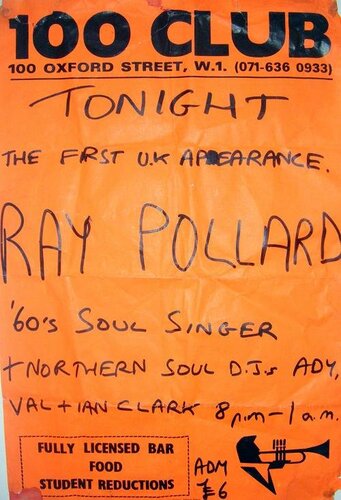 100 CLUB
100 OXFORD STREET, W.1. (071-636 0933)
TONIGHT
THE FIRST U.K APPEARANCE.
RAY POLLARD
'60's SOUL SINGER
+ NORTHERN SOUL D.J.s ADY,
VAL + IAN CLARK 8 p.m - 1 a.m.
FULLY LICENSED BAR
FOOD
STUDENT REDUCTIONS
ADM
£6